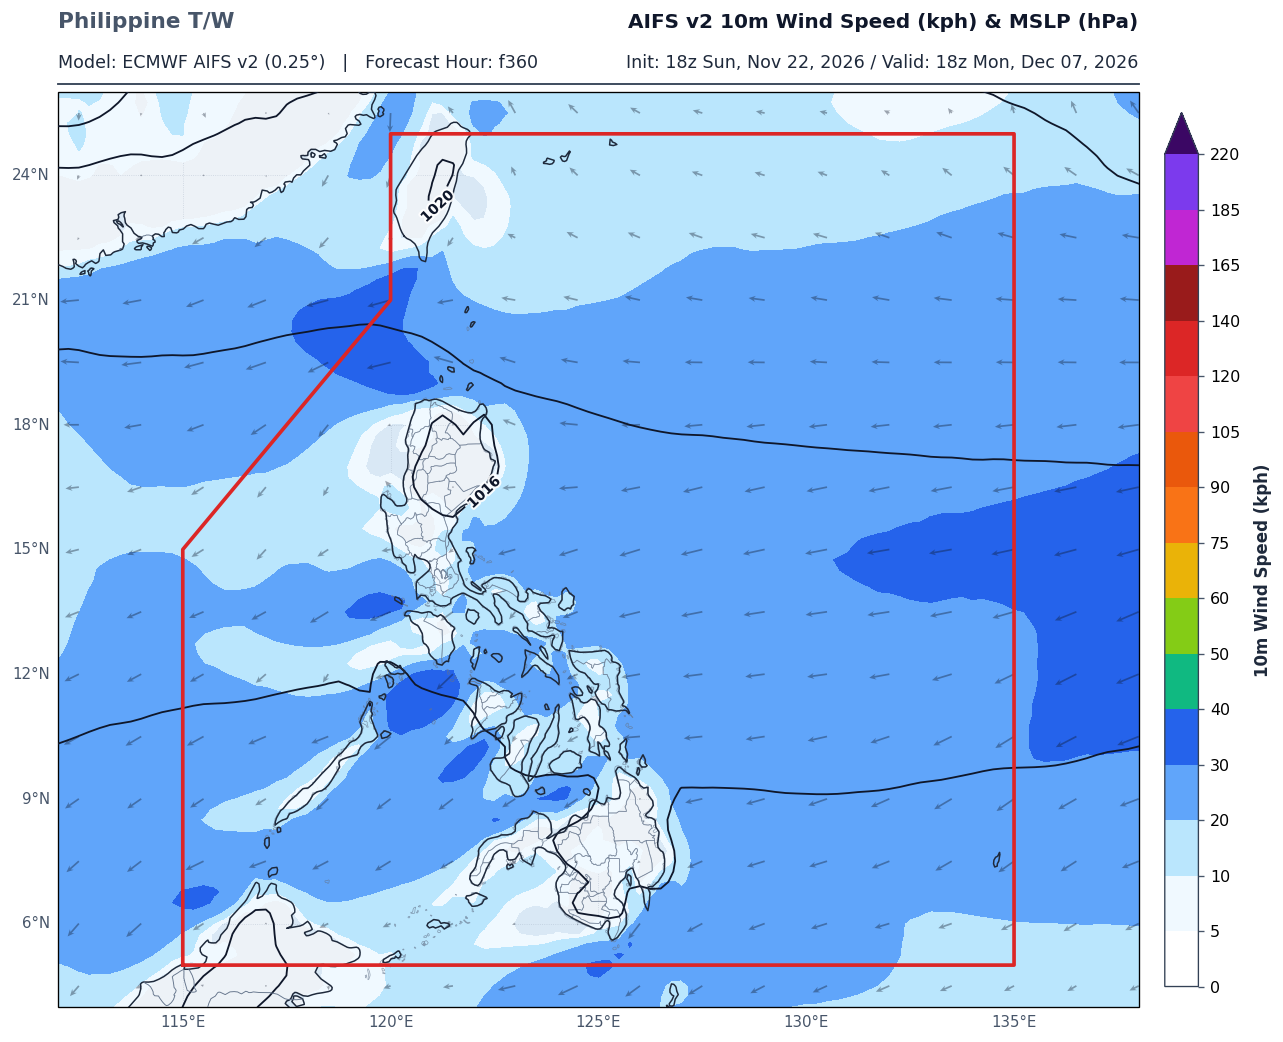 Philippine T/W
AIFS v2 10m Wind Speed (kph) & MSLP (hPa)
Model: ECMWF AIFS v2 (0.25°) | Forecast Hour: f360
Init: 18z Sun, Nov 22, 2026 / Valid: 18z Mon, Dec 07, 2026
24°N
21°N
18°N
15°N
12°N
9°N
6°N
1020
1016
115°E
120°E
125°E
130°E
135°E
220
185
165
140
120
105
90
75
60
50
40
30
20
10
5
0
10m Wind Speed (kph)